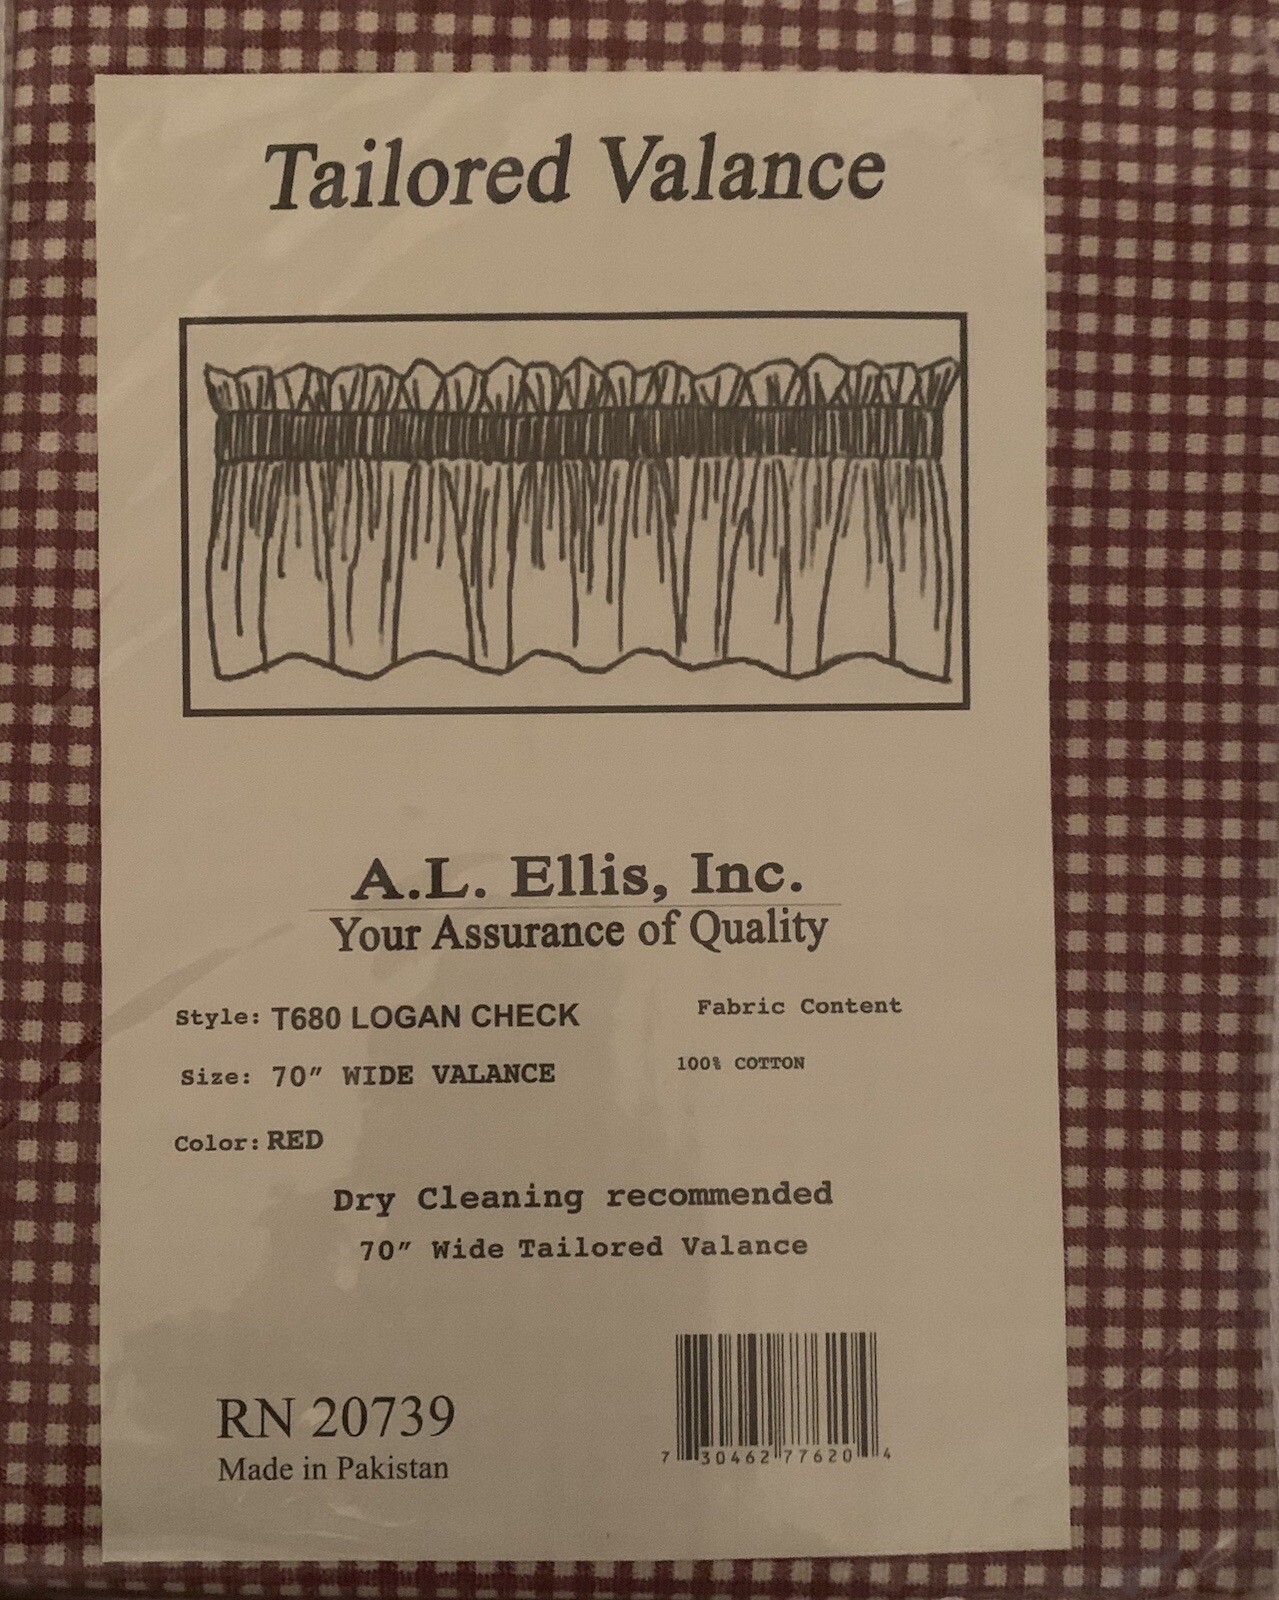 Tailored Valance
A.L. Ellis, Inc.
Your Assurance of Quality
Style: T680 LOGAN CHECK
Fabric Content
Size: 70" WIDE VALANCE
100% COTTON
Color: RED
Dry Cleaning recommended
70" Wide Tailored Valance
RN 20739
Made in Pakistan
7 30462 77620 4